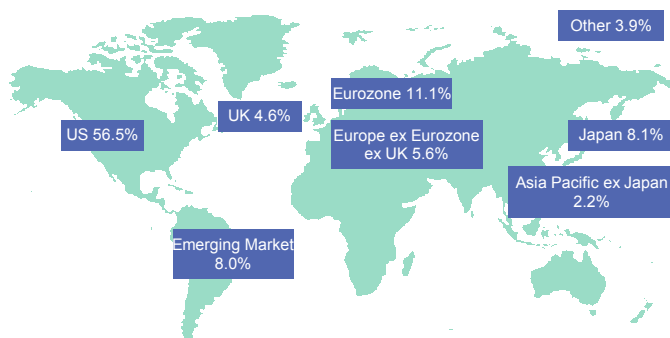 Other 3.9%
Eurozone 11.1%
UK 4.6%
US 56.5%
Europe ex Eurozone
ex UK 5.6%
Japan 8.1%
Asia Pacific ex Japan
2.2%
Emerging Market
8.0%